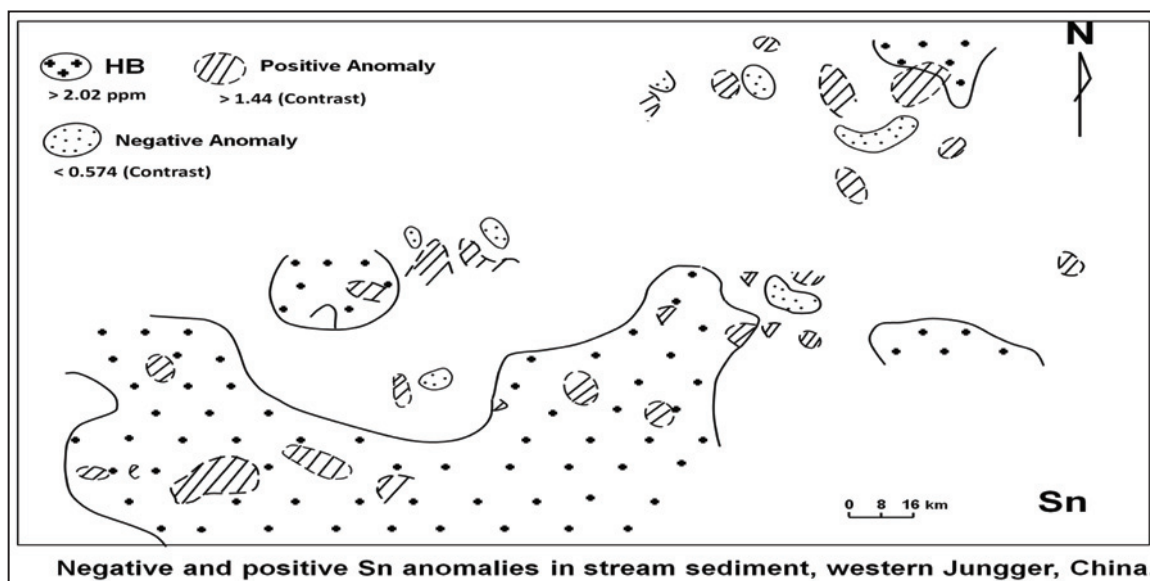 N
HB
Positive Anomaly
> 2.02 ppm
> 1.44 (Contrast)
Negative Anomaly
< 0.574 (Contrast)
0 8 16 km
Sn
Negative and positive Sn anomalies in stream sediment, western Jungger, China